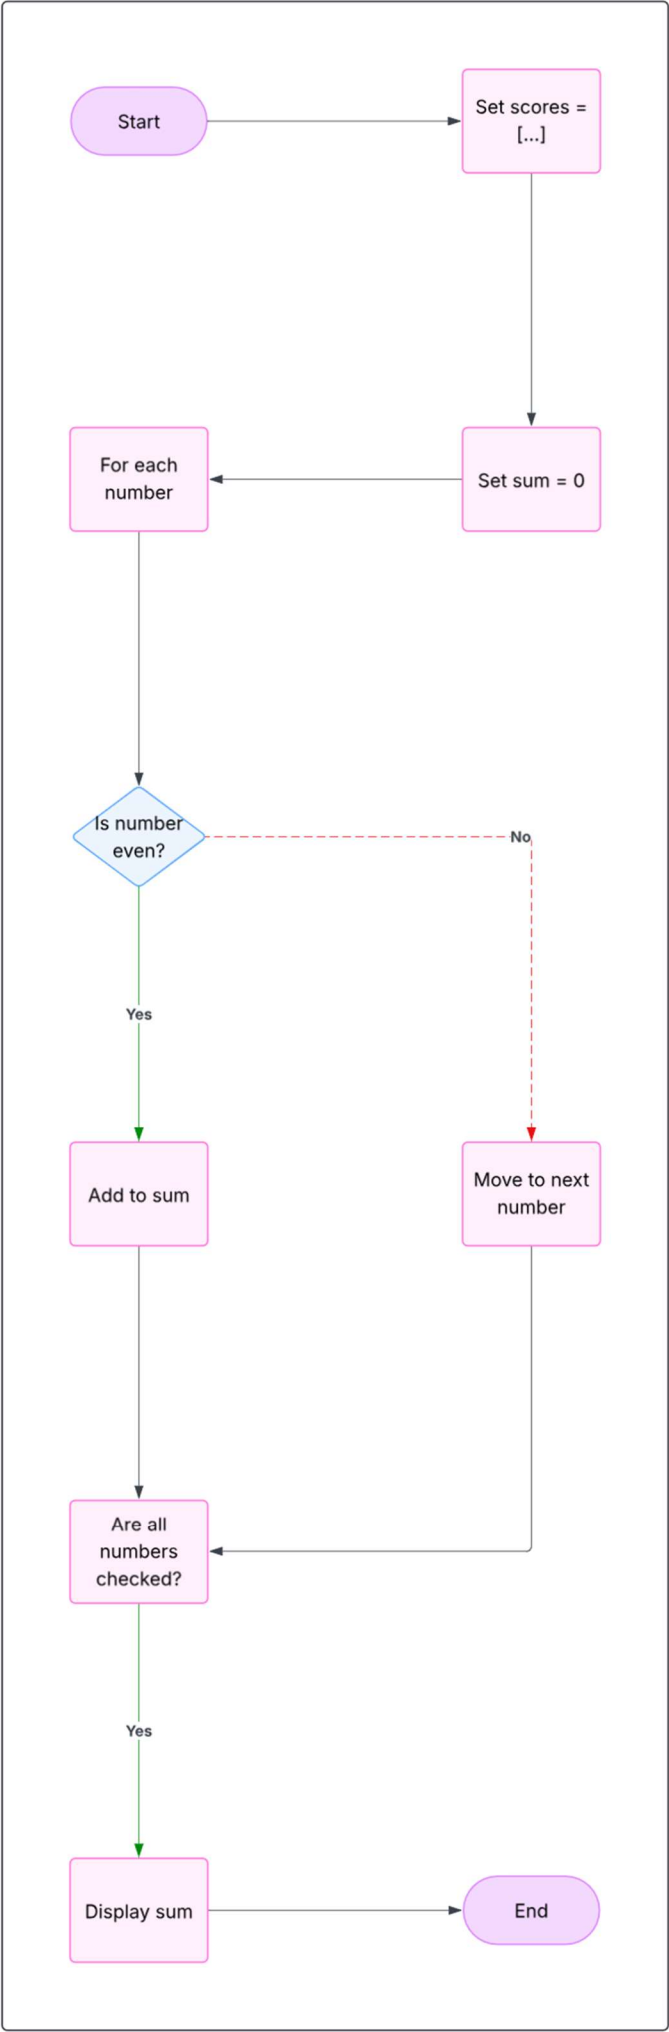 Start
Set scores =
[...]
For each
number
Set sum = 0
Is number
even?
No
Yes
Add to sum
Move to next
number
Are all
numbers
checked?
Yes
Display sum
End